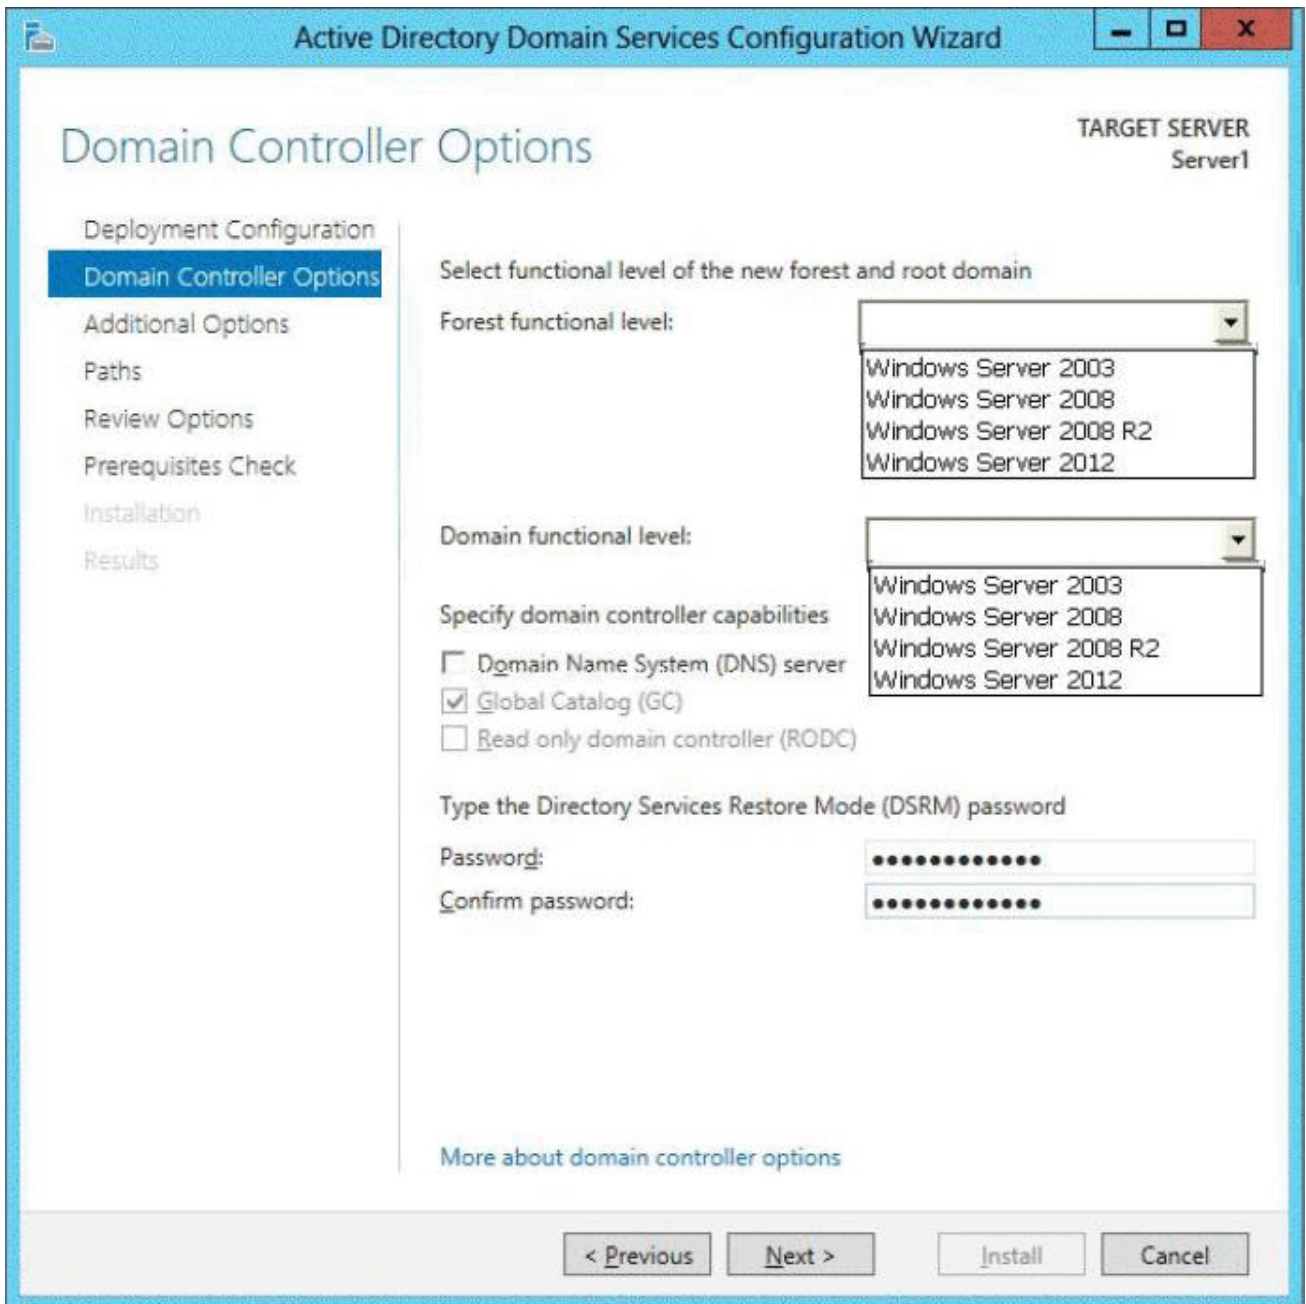 Active Directory Domain Services Configuration Wizard
Domain Controller Options
TARGET SERVER
Server1
Deployment Configuration
Domain Controller Options
Additional Options
Paths
Review Options
Prerequisites Check
Installation
Results
Select functional level of the new forest and root domain
Forest functional level:
Windows Server 2003
Windows Server 2008
Windows Server 2008 R2
Windows Server 2012
Domain functional level:
Windows Server 2003
Windows Server 2008
Windows Server 2008 R2
Windows Server 2012
Specify domain controller capabilities
Domain Name System (DNS) server
Global Catalog (GC)
Read only domain controller (RODC)
Type the Directory Services Restore Mode (DSRM) password
Password: ●●●●●●●●●●●●
Confirm password: ●●●●●●●●●●●●
More about domain controller options
< Previous Next > Install Cancel